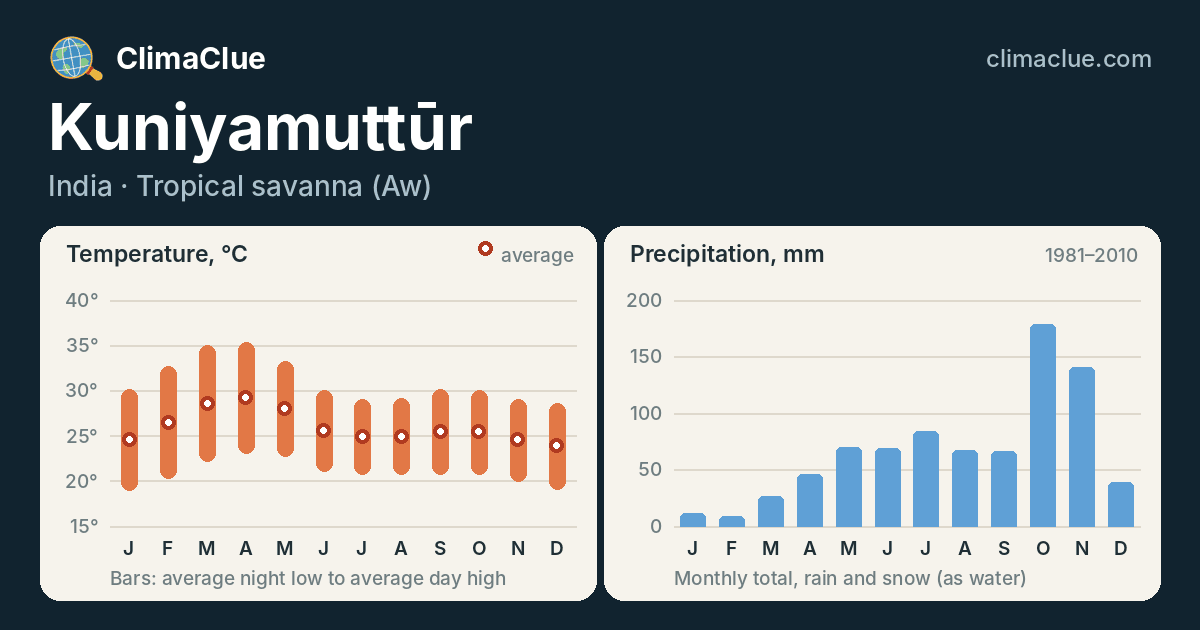 ClimaClue
climaclue.com
Kuniyamuttūr
India · Tropical savanna (Aw)
Temperature, °C
average
40°
35°
30°
25°
20°
15°
J F M A M J J A S O N D
Bars: average night low to average day high
Precipitation, mm
1981–2010
200
150
100
50
0
J F M A M J J A S O N D
Monthly total, rain and snow (as water)